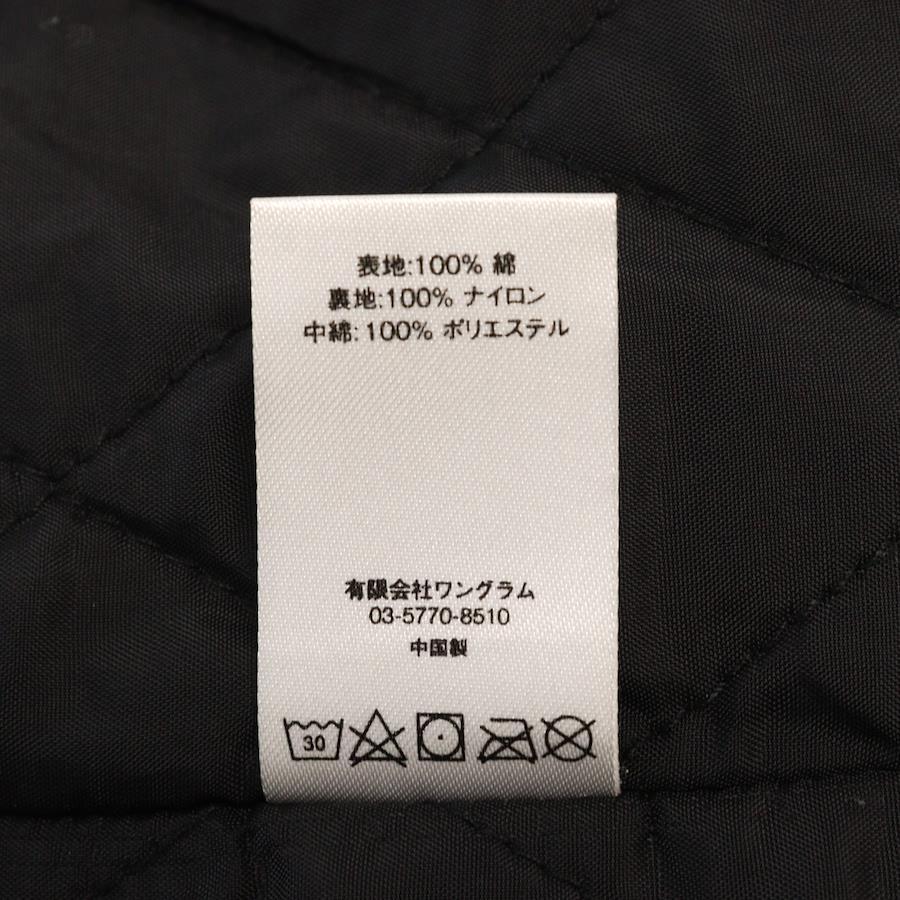 表地:100% 綿
裏地:100% ナイロン
中綿: 100% ポリエステル
有限会社ワングラム
03-5770-8510
中国製
30